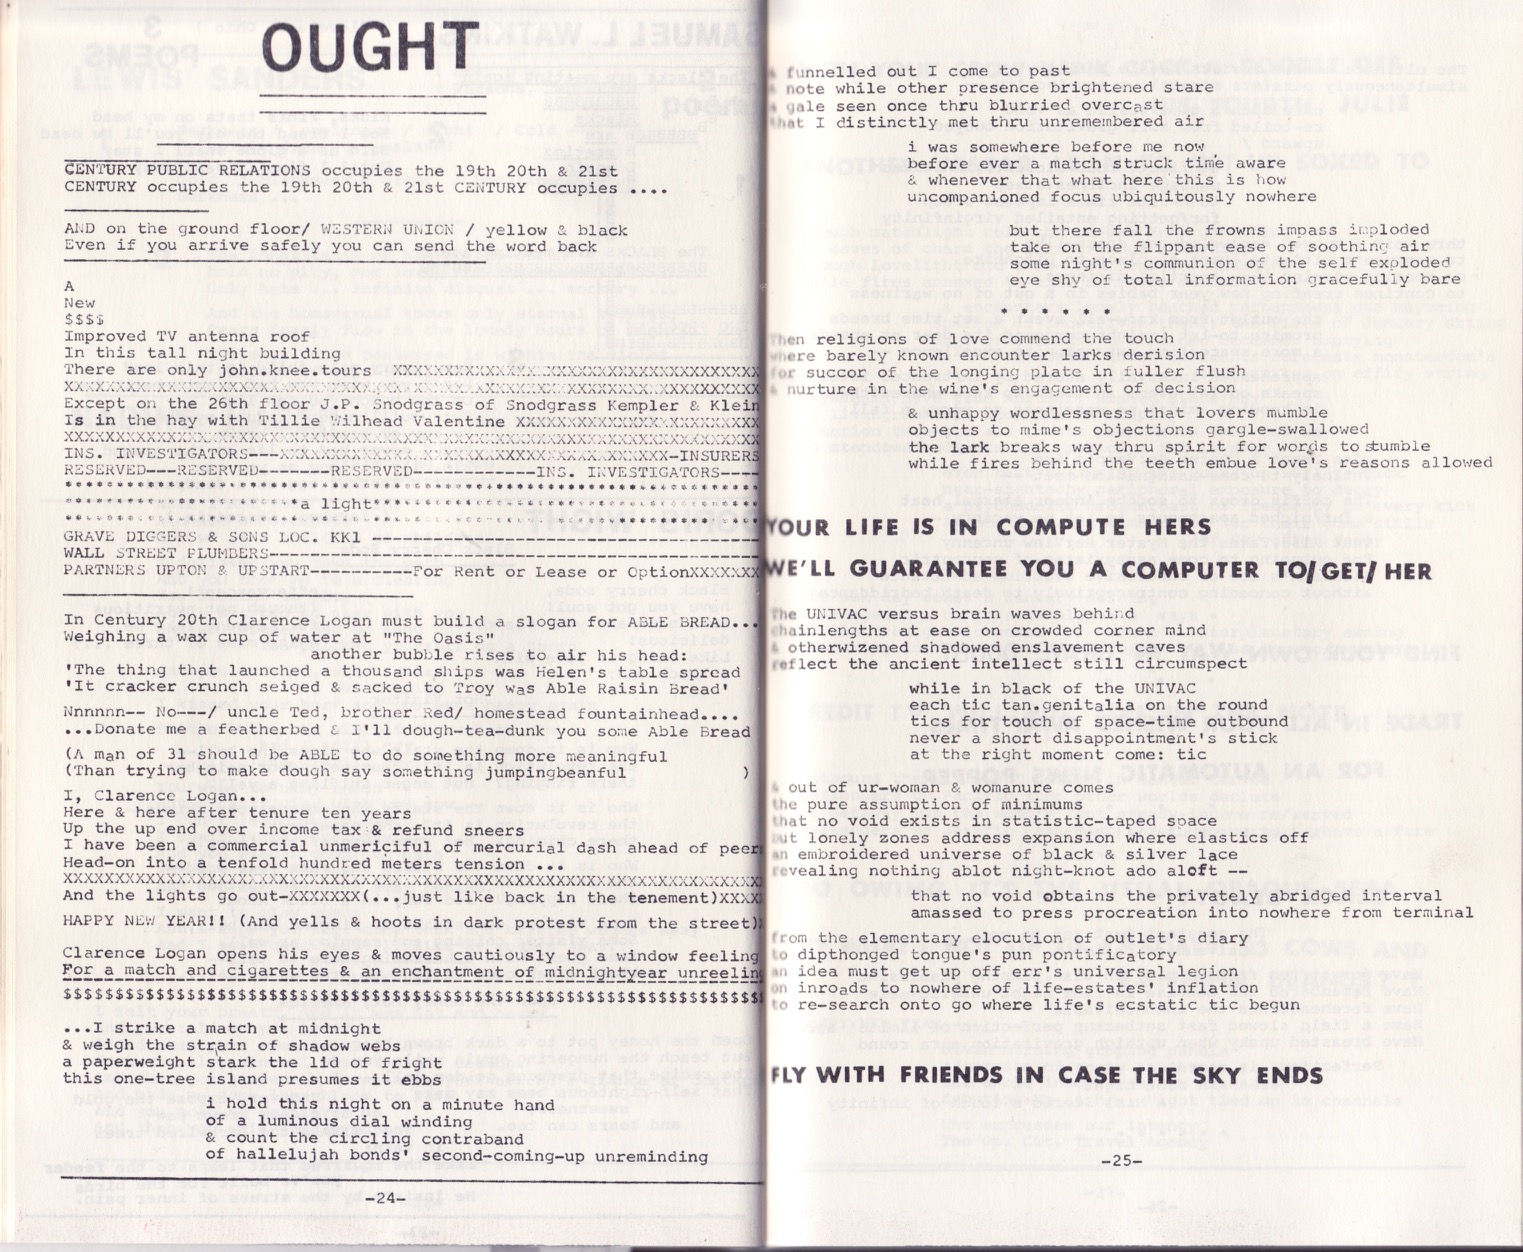 OUGHT
CENTURY PUBLIC RELATIONS occupies the 19th 20th & 21st
CENTURY occupies the 19th 20th & 21st CENTURY occupies ....
AND on the ground floor/ WESTERN UNION / yellow & black
Even if you arrive safely you can send the word back
A
New
$$$$
Improved TV antenna roof
In this tall night building
There are only john.knee.tours XXXXXXXXXXXXXXXXXXXXXXXXXXXXXXXXXXX
XXXXXXXXXXXXXXXXXXXXXXXXXXXXXXXXXXXXXXXXXXXXXXXXXXXXXXXXXXXXXXXXXXX
Except on the 26th floor J.P. Snodgrass of Snodgrass Kempler & Klein
Is in the hay with Tillie Wilhead Valentine XXXXXXXXXXXXXXXXXXXXXXXX
XXXXXXXXXXXXXXXXXXXXXXXXXXXXXXXXXXXXXXXXXXXXXXXXXXXXXXXXXXXXXXXXXXX
INS. INVESTIGATORS---XXXXXXXXXXXXXXXXXXXXXXXXXXXXXXXXXXXXXX-INSURERS
RESERVED---RESERVED-------RESERVED------------INS. INVESTIGATORS----
********************************************************************
***********************a light**************************************
********************************************************************
GRAVE DIGGERS & SONS LOC. KK1 --------------------------------------
WALL STREET PLUMBERS------------------------------------------------
PARTNERS UPTON & UPSTART----------For Rent or Lease or OptionXXXXXXX
In Century 20th Clarence Logan must build a slogan for ABLE BREAD...
Weighing a wax cup of water at "The Oasis"
another bubble rises to air his head:
'The thing that launched a thousand ships was Helen's table spread
'It cracker crunch seiged & sacked to Troy was Able Raisin Bread'
Nnnnnn-- No---/ uncle Ted, brother Red/ homestead fountainhead....
...Donate me a featherbed & I'll dough-tea-dunk you some Able Bread
(A man of 31 should be ABLE to do something more meaningful
(Than trying to make dough say something jumpingbeanful )
I, Clarence Logan...
Here & here after tenure ten years
Up the up end over income tax & refund sneers
I have been a commercial unmericiful of mercurial dash ahead of peer
Head-on into a tenfold hundred meters tension ...
XXXXXXXXXXXXXXXXXXXXXXXXXXXXXXXXXXXXXXXXXXXXXXXXXXXXXXXXXXXXXXXXXXXX
And the lights go out-XXXXXXX(...just like back in the tenement)XXXX
HAPPY NEW YEAR!! (And yells & hoots in dark protest from the street)
Clarence Logan opens his eyes & moves cautiously to a window feeling
For a match and cigarettes & an enchantment of midnightyear unreelin
$$$$$$$$$$$$$$$$$$$$$$$$$$$$$$$$$$$$$$$$$$$$$$$$$$$$$$$$$$$$$$$$$$$$
...I strike a match at midnight
& weigh the strain of shadow webs
a paperweight stark the lid of fright
this one-tree island presumes it ebbs
i hold this night on a minute hand
of a luminous dial winding
& count the circling contraband
of hallelujah bonds' second-coming-up unreminding
-24-
& funnelled out I come to past
a note while other presence brightened stare
a gale seen once thru blurried overcast
that I distinctly met thru unremembered air
i was somewhere before me now
before ever a match struck time aware
& whenever that what here this is how
uncompanioned focus ubiquitously nowhere
but there fall the frowns impass imploded
take on the flippant ease of soothing air
some night's communion of the self exploded
eye shy of total information gracefully bare
* * * * * *
Then religions of love commend the touch
where barely known encounter larks derision
for succor of the longing plate in fuller flush
& nurture in the wine's engagement of decision
& unhappy wordlessness that lovers mumble
objects to mime's objections gargle-swallowed
the lark breaks way thru spirit for words to stumble
while fires behind the teeth embue love's reasons allowed
YOUR LIFE IS IN COMPUTE HERS
WE'LL GUARANTEE YOU A COMPUTER TO/GET/HER
The UNIVAC versus brain waves behind
chainlengths at ease on crowded corner mind
& otherwizened shadowed enslavement caves
reflect the ancient intellect still circumspect
while in black of the UNIVAC
each tic tan.genitalia on the round
tics for touch of space-time outbound
never a short disappointment's stick
at the right moment come: tic
& out of ur-woman & womanure comes
the pure assumption of minimums
that no void exists in statistic-taped space
but lonely zones address expansion where elastics off
an embroidered universe of black & silver lace
revealing nothing ablot night-knot ado aloft --
that no void obtains the privately abridged interval
amassed to press procreation into nowhere from terminal
from the elementary elocution of outlet's diary
to dipthonged tongue's pun pontificatory
an idea must get up off err's universal legion
on inroads to nowhere of life-estates' inflation
to re-search onto go where life's ecstatic tic begun
FLY WITH FRIENDS IN CASE THE SKY ENDS
-25-